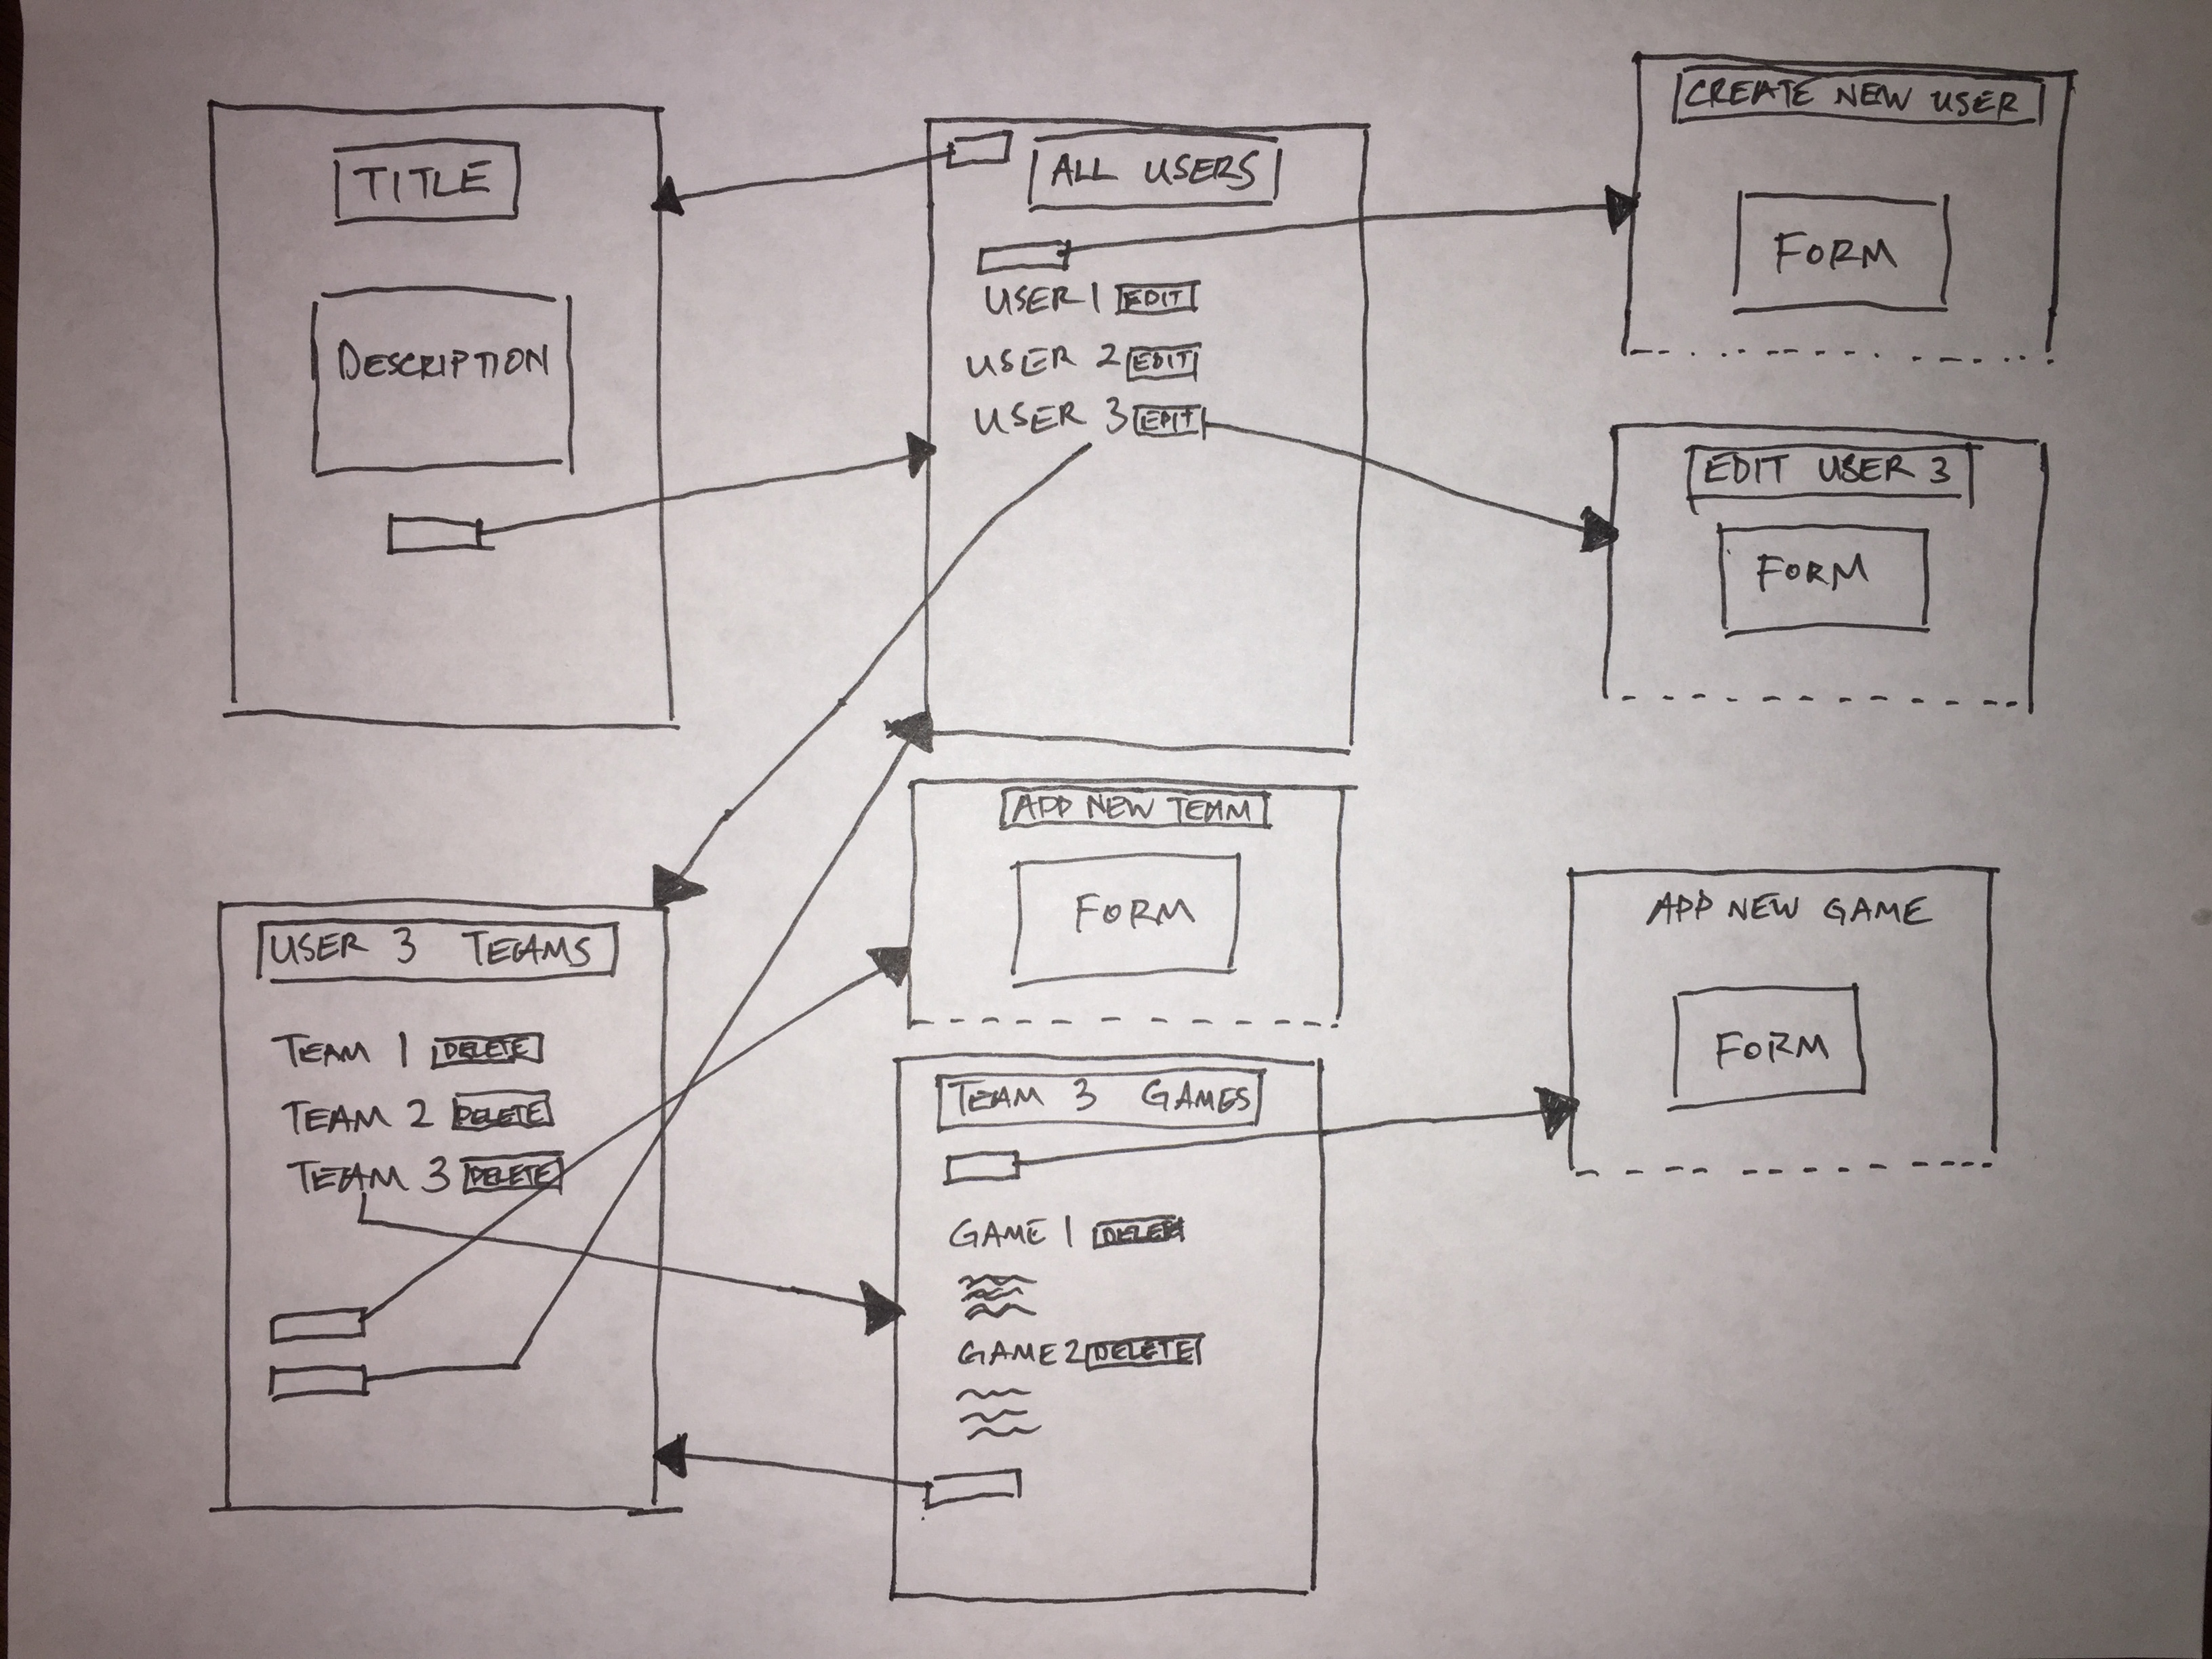 TITLE
DESCRIPTION
ALL USERS
USER 1 EDIT
USER 2 EDIT
USER 3 EDIT
CREATE NEW USER
FORM
EDIT USER 3
FORM
USER 3 TEAMS
TEAM 1 DELETE
TEAM 2 DELETE
TEAM 3 DELETE
ADD NEW TEAM
FORM
TEAM 3 GAMES
GAME 1 DELETE
GAME 2 DELETE
ADD NEW GAME
FORM